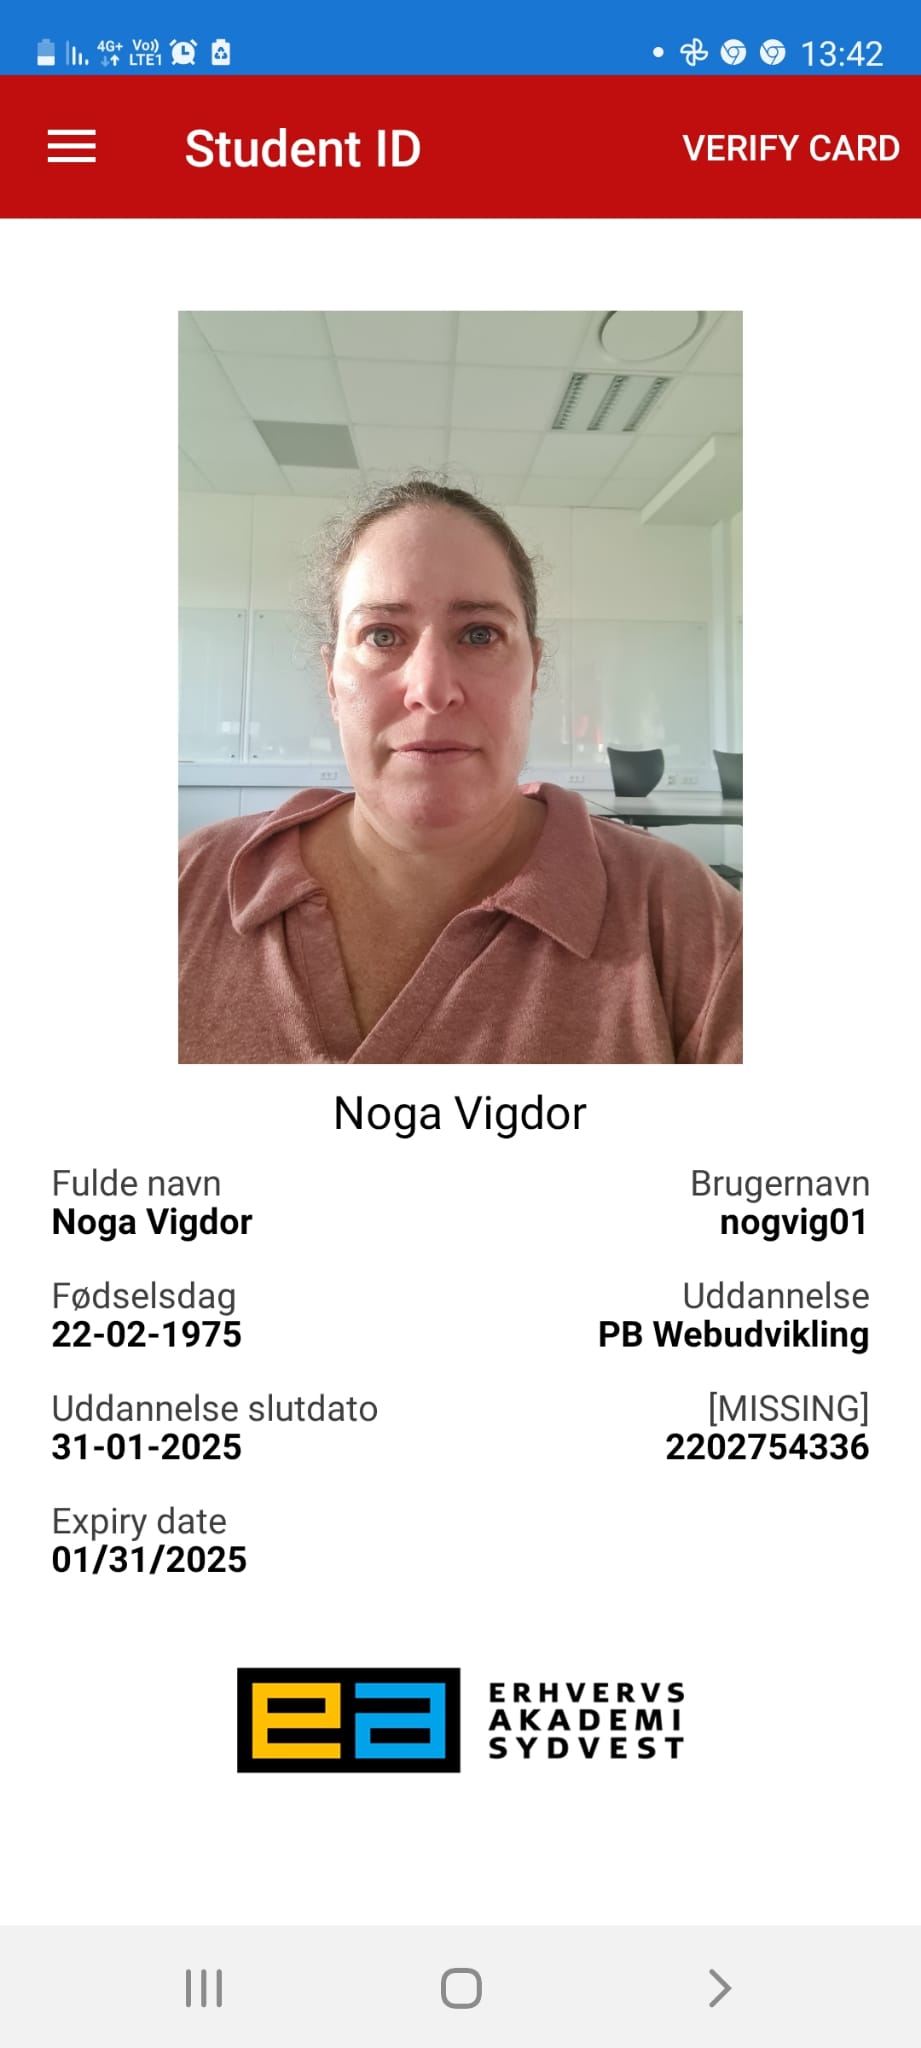 4G+ Vo)) LTE1 13:42
Student ID VERIFY CARD
Noga Vigdor
Fulde navn Brugernavn
Noga Vigdor nogvig01
Fødselsdag Uddannelse
22-02-1975 PB Webudvikling
Uddannelse slutdato [MISSING]
31-01-2025 2202754336
Expiry date
01/31/2025
ea ERHVERVS
AKADEMI
SYDVEST